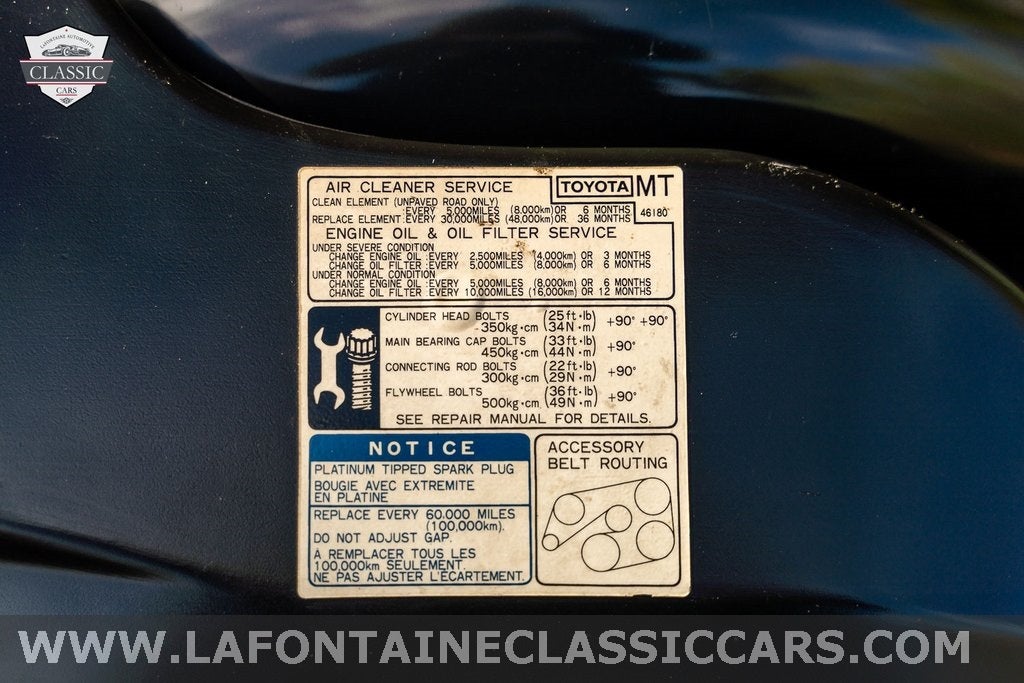 LAFONTAINE AUTOMOTIVE
CLASSIC
CARS
AIR CLEANER SERVICE
TOYOTA MT
46180
CLEAN ELEMENT (UNPAVED ROAD ONLY)
:EVERY 5,000MILES (8,000km)OR 6 MONTHS
REPLACE ELEMENT:EVERY 30,000MILES (48,000km)OR 36 MONTHS
ENGINE OIL & OIL FILTER SERVICE
UNDER SEVERE CONDITION
CHANGE ENGINE OIL :EVERY 2,500MILES (4,000km) OR 3 MONTHS
CHANGE OIL FILTER :EVERY 5,000MILES (8,000km) OR 6 MONTHS
UNDER NORMAL CONDITION
CHANGE ENGINE OIL :EVERY 5,000MILES (8,000km) OR 6 MONTHS
CHANGE OIL FILTER :EVERY 10,000MILES (16,000km) OR 12 MONTHS
CYLINDER HEAD BOLTS (25ft·lb)
350kg·cm (34N·m) +90° +90°
MAIN BEARING CAP BOLTS (33ft·lb)
450kg·cm (44N·m) +90°
CONNECTING ROD BOLTS (22ft·lb)
300kg·cm (29N·m) +90°
FLYWHEEL BOLTS (36ft·lb)
500kg·cm (49N·m) +90°
SEE REPAIR MANUAL FOR DETAILS.
NOTICE
PLATINUM TIPPED SPARK PLUG
BOUGIE AVEC EXTREMITE
EN PLATINE
REPLACE EVERY 60,000 MILES
(100,000km).
DO NOT ADJUST GAP.
À REMPLACER TOUS LES
100,000km SEULEMENT.
NE PAS AJUSTER L'ÉCARTEMENT.
ACCESSORY
BELT ROUTING
WWW.LAFONTAINECLASSICCARS.COM